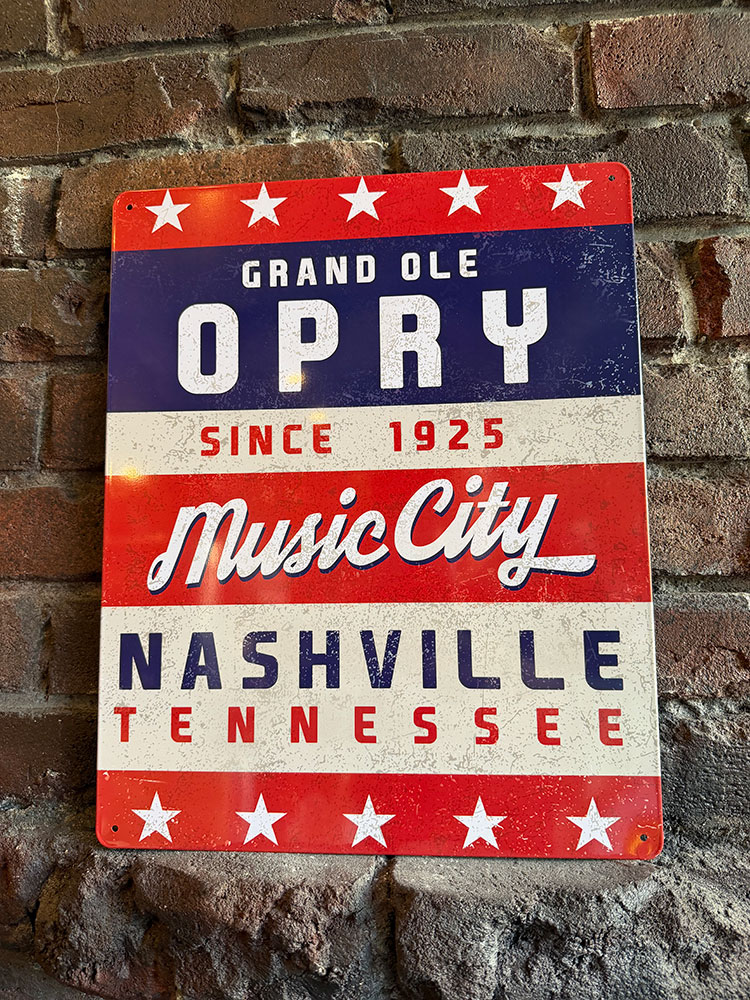 GRAND OLE
OPRY
SINCE 1925
Music City
NASHVILLE
TENNESSEE